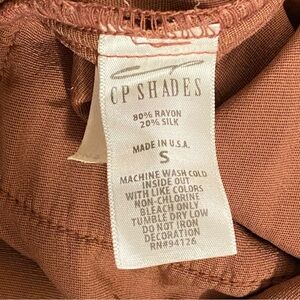 CP
CP SHADES
80% RAYON
20% SILK
MADE IN U.S.A.
S
MACHINE WASH COLD
INSIDE OUT
WITH LIKE COLORS
NON-CHLORINE
BLEACH ONLY
TUMBLE DRY LOW
DO NOT IRON
DECORATION
RN#94126